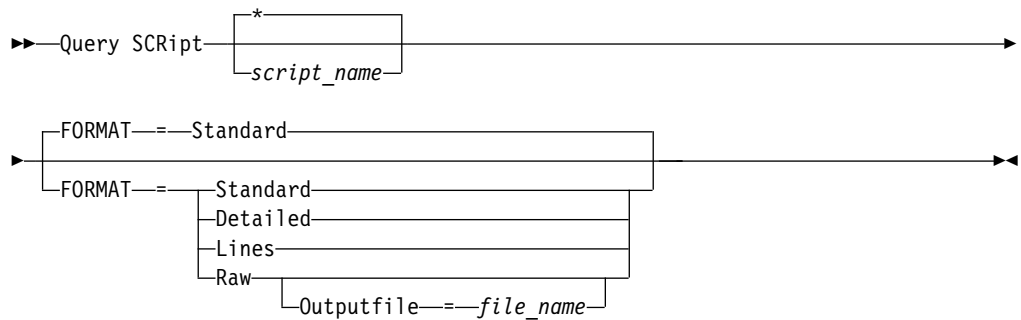 *
Query SCRipt
script_name
FORMAT = Standard
FORMAT = Standard
Detailed
Lines
Raw
Outputfile = file_name